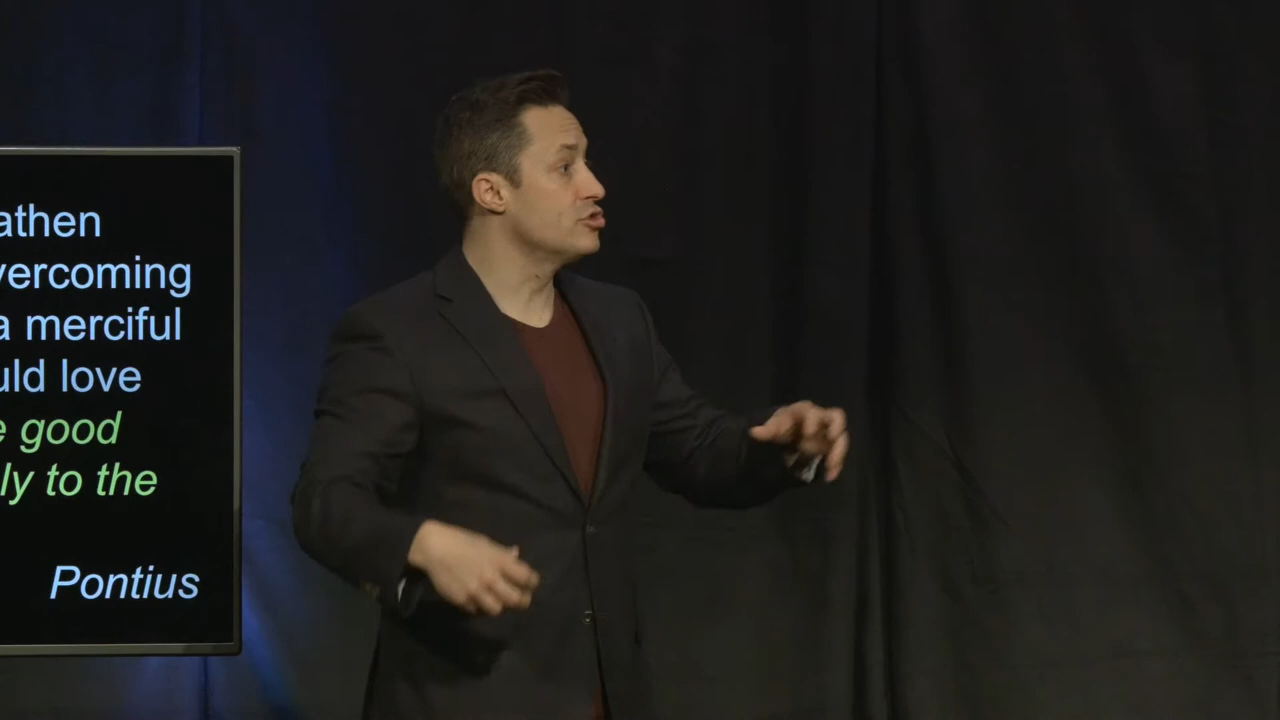 athen
vercoming
a merciful
uld love
e good
ly to the
Pontius